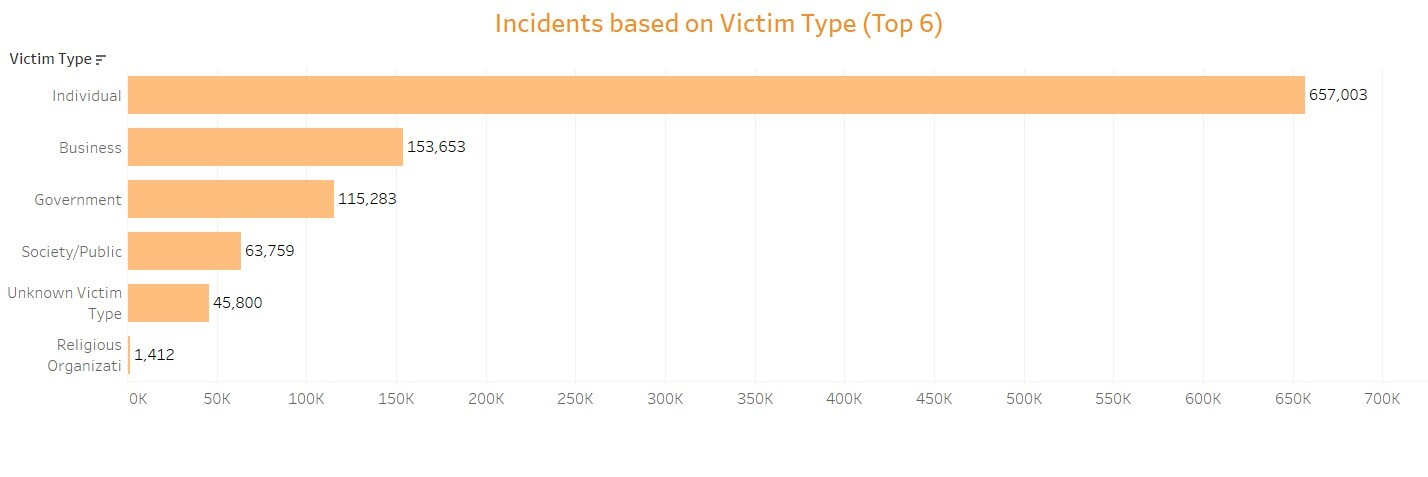 Incidents based on Victim Type (Top 6)
Victim Type
Individual 657,003
Business 153,653
Government 115,283
Society/Public 63,759
Unknown Victim
Type 45,800
Religious
Organizati 1,412
0K 50K 100K 150K 200K 250K 300K 350K 400K 450K 500K 550K 600K 650K 700K